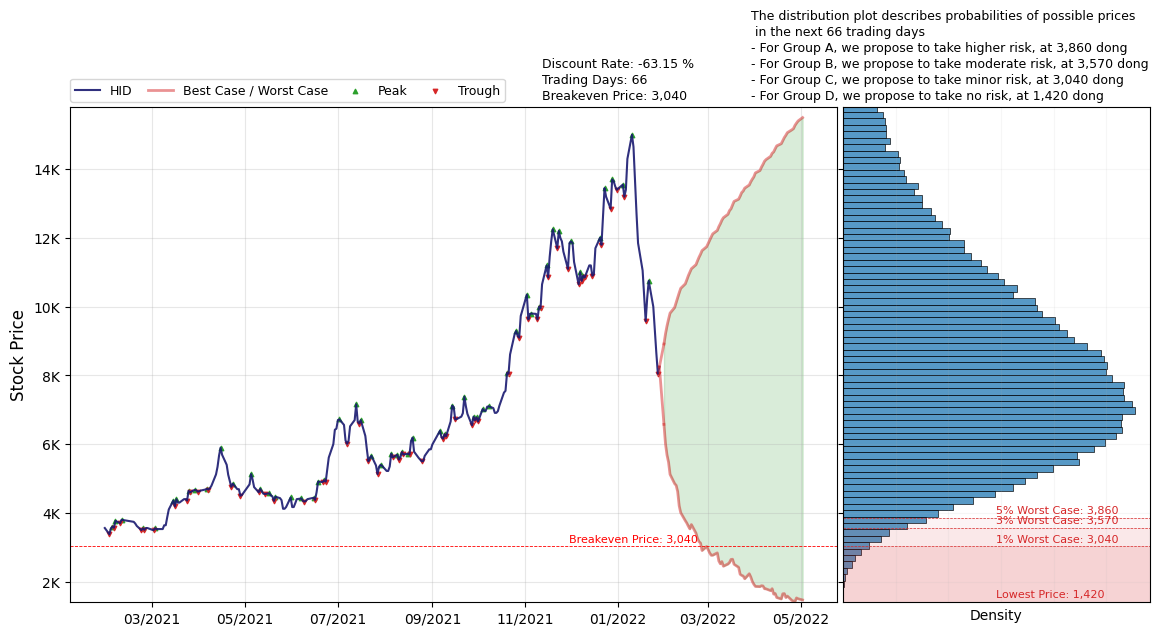 The distribution plot describes probabilities of possible prices
in the next 66 trading days
- For Group A, we propose to take higher risk, at 3,860 dong
- For Group B, we propose to take moderate risk, at 3,570 dong
- For Group C, we propose to take minor risk, at 3,040 dong
- For Group D, we propose to take no risk, at 1,420 dong
Discount Rate: -63.15 %
Trading Days: 66
Breakeven Price: 3,040
HID Best Case / Worst Case Peak Trough
Stock Price
14K
12K
10K
8K
6K
4K
2K
Breakeven Price: 3,040
5% Worst Case: 3,860
3% Worst Case: 3,570
1% Worst Case: 3,040
Lowest Price: 1,420
03/2021 05/2021 07/2021 09/2021 11/2021 01/2022 03/2022 05/2022
Density